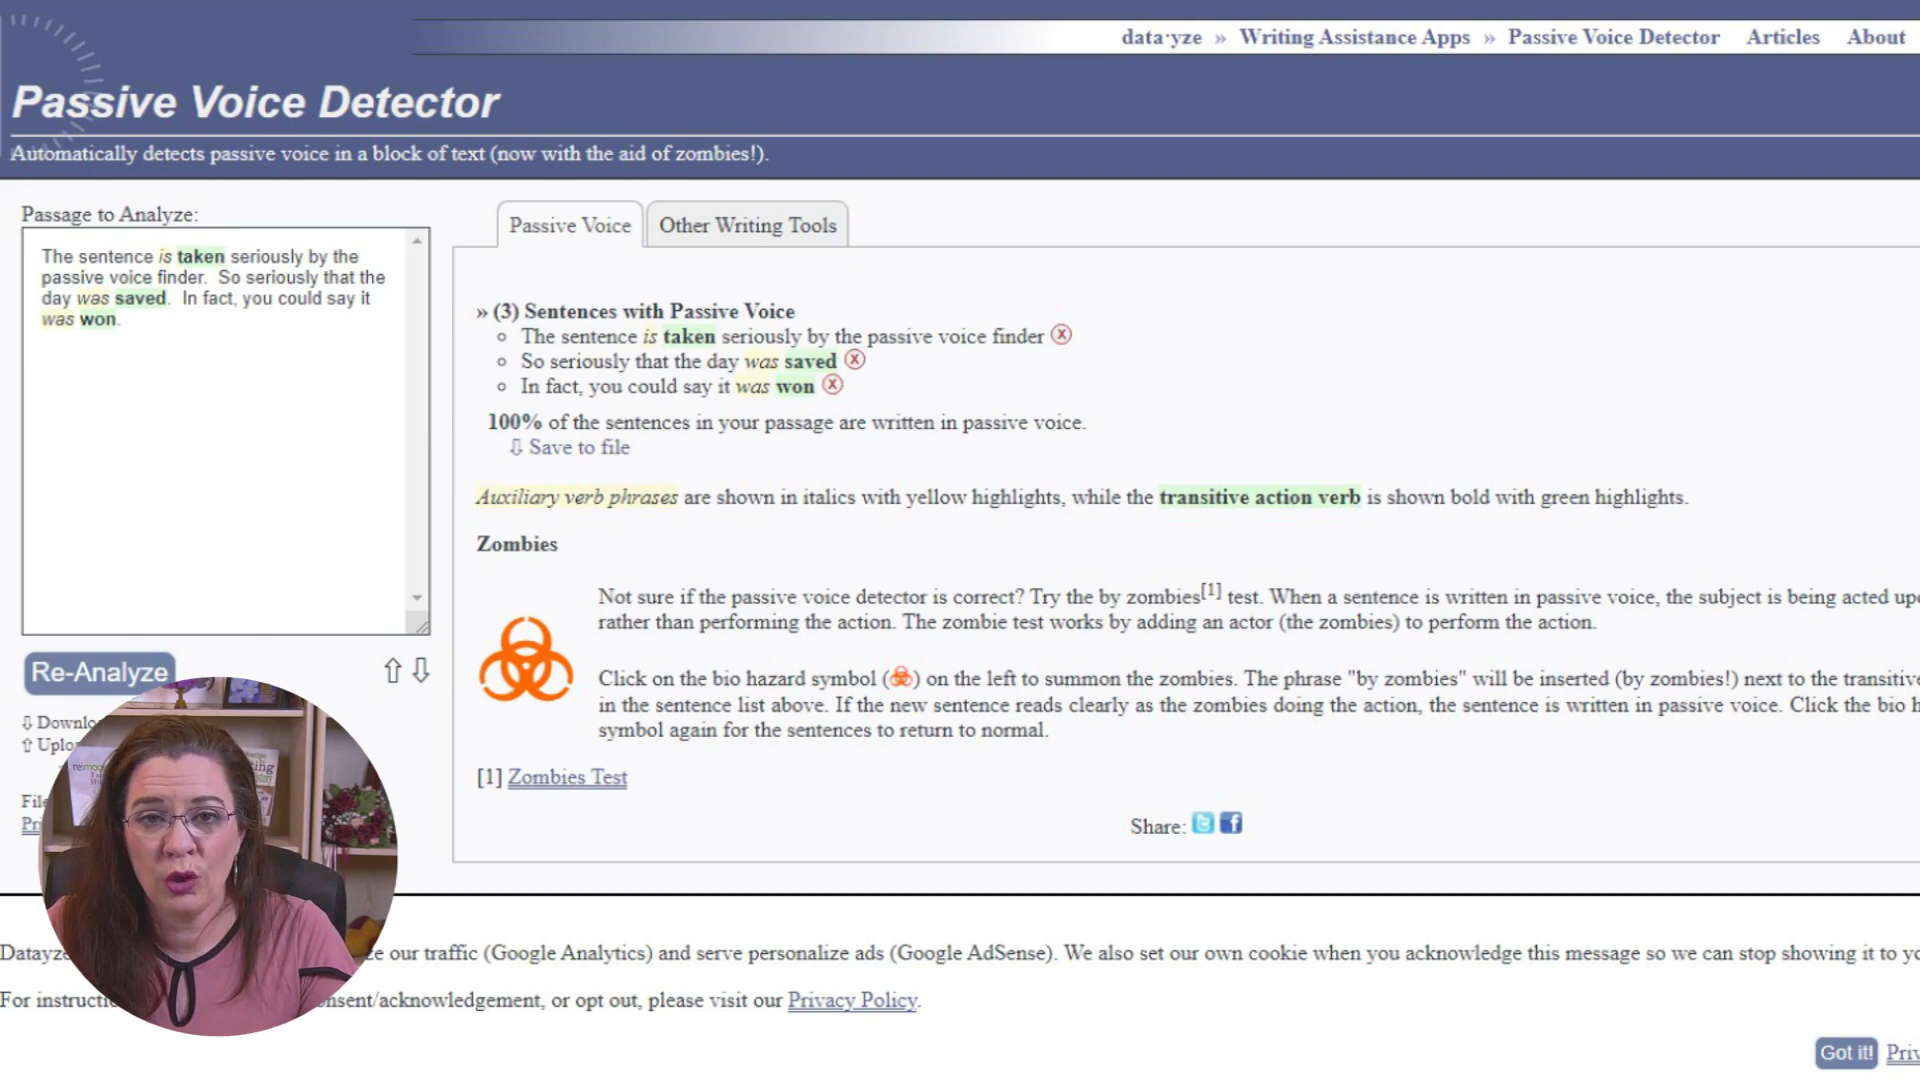 data·yze » Writing Assistance Apps » Passive Voice Detector Articles About
Passive Voice Detector
Automatically detects passive voice in a block of text (now with the aid of zombies!).
Passage to Analyze:
The sentence is taken seriously by the
passive voice finder. So seriously that the
day was saved. In fact, you could say it
was won.
Re-Analyze
Passive Voice
Other Writing Tools
» (3) Sentences with Passive Voice
The sentence is taken seriously by the passive voice finder
So seriously that the day was saved
In fact, you could say it was won
100% of the sentences in your passage are written in passive voice.
⇩ Save to file
Auxiliary verb phrases are shown in italics with yellow highlights, while the transitive action verb is shown bold with green highlights.
Zombies
Not sure if the passive voice detector is correct? Try the by zombies[1] test. When a sentence is written in passive voice, the subject is being acted
rather than performing the action. The zombie test works by adding an actor (the zombies) to perform the action.
Click on the bio hazard symbol () on the left to summon the zombies. The phrase "by zombies" will be inserted (by zombies!) next to the
in the sentence list above. If the new sentence reads clearly as the zombies doing the action, the sentence is written in passive voice. Click the bio
symbol again for the sentences to return to normal.
[1] Zombies Test
Share:
our traffic (Google Analytics) and serve personalize ads (Google AdSense). We also set our own cookie when you acknowledge this message so we can stop showing it to
For /acknowledgement, or opt out, please visit our Privacy Policy.
Got it!